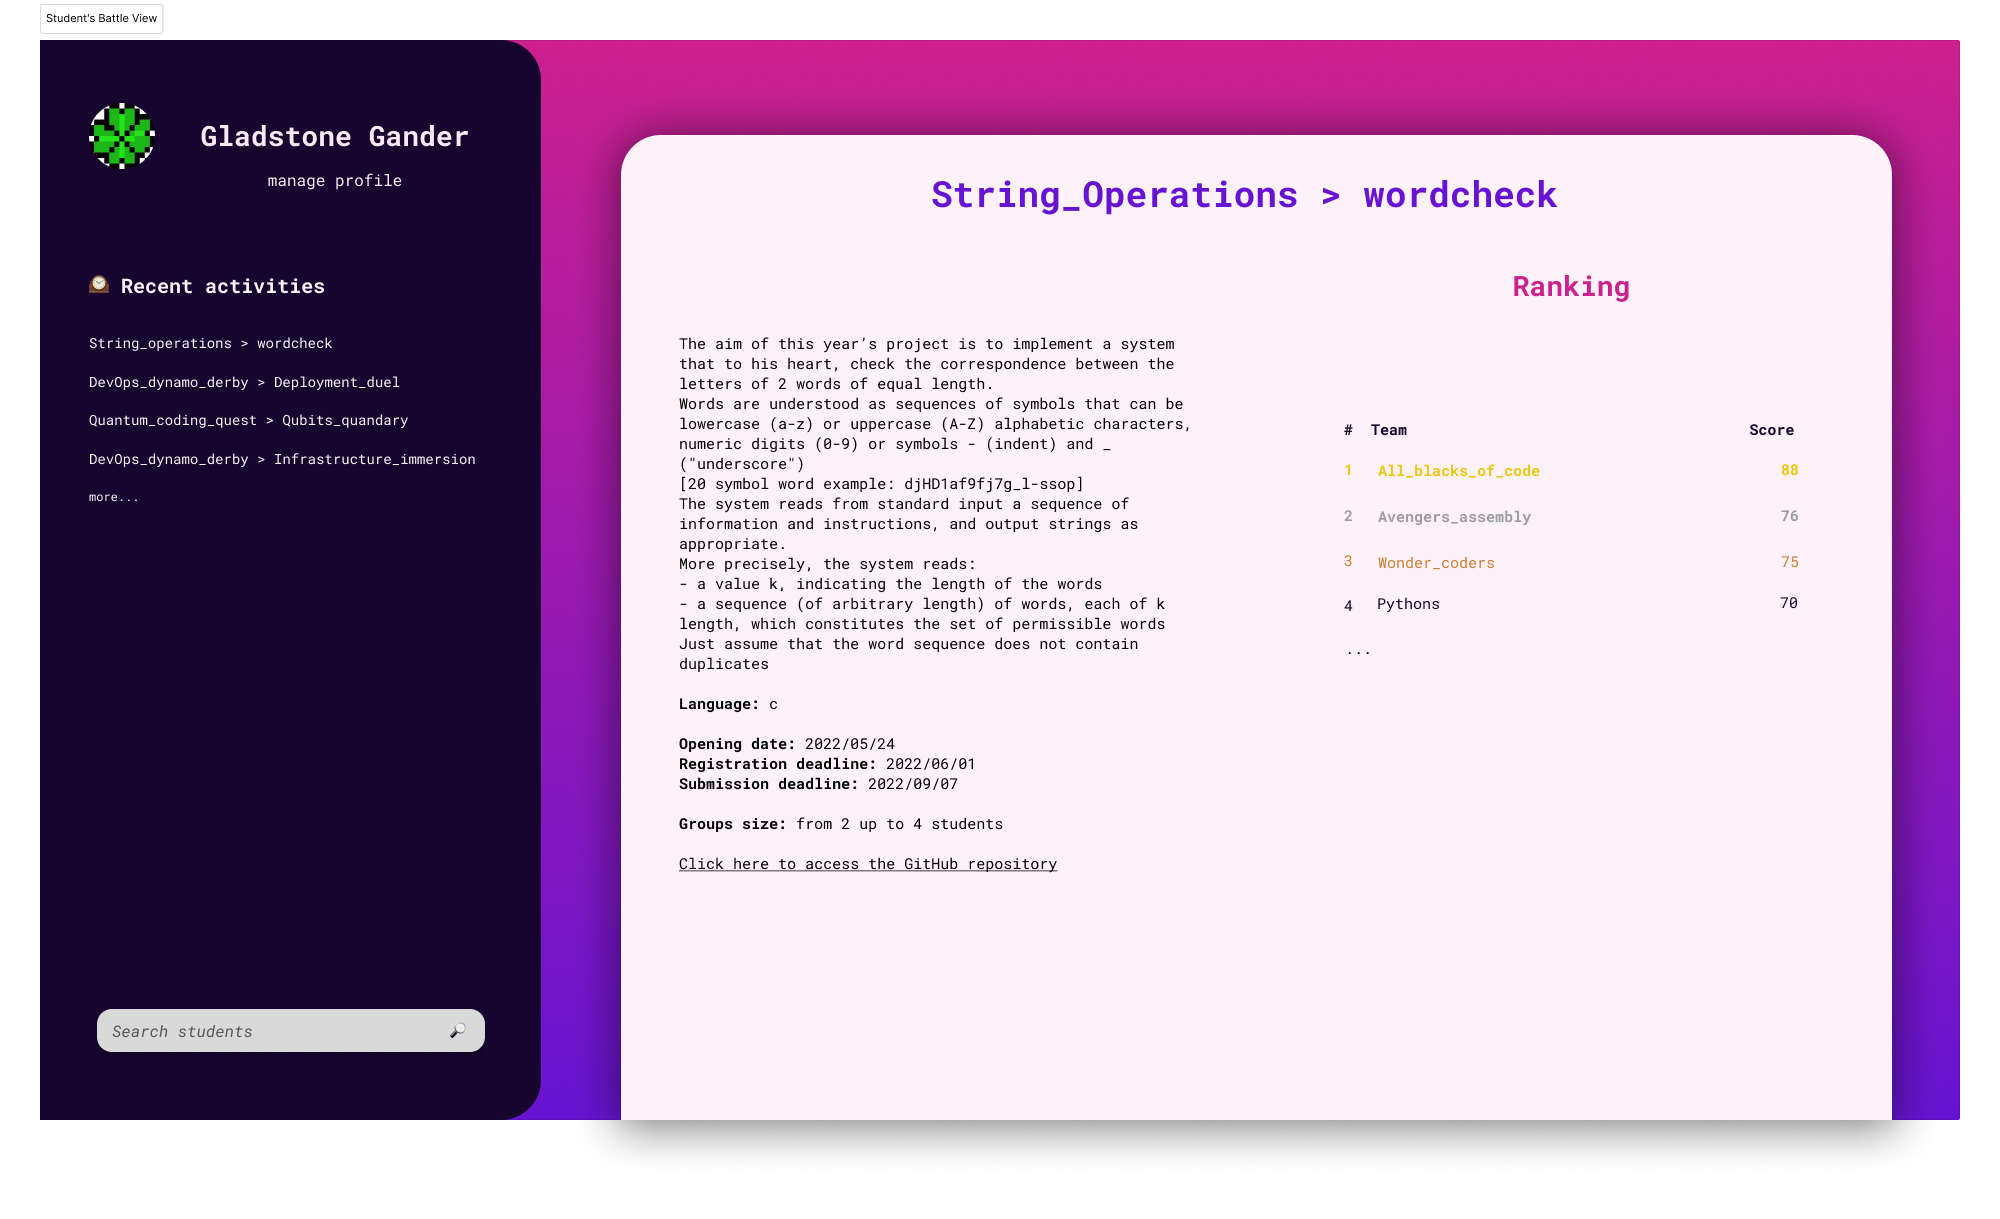 Student's Battle View
Gladstone Gander
manage profile
Recent activities
String_operations > wordcheck
DevOps_dynamo_derby > Deployment_duel
Quantum_coding_quest > Qubits_quandary
DevOps_dynamo_derby > Infrastructure_immersion
more...
Search students
String_Operations > wordcheck
The aim of this year’s project is to implement a system
that to his heart, check the correspondence between the
letters of 2 words of equal length.
Words are understood as sequences of symbols that can be
lowercase (a-z) or uppercase (A-Z) alphabetic characters,
numeric digits (0-9) or symbols - (indent) and _
("underscore")
[20 symbol word example: djHD1af9fj7g_l-ssop]
The system reads from standard input a sequence of
information and instructions, and output strings as
appropriate.
More precisely, the system reads:
- a value k, indicating the length of the words
- a sequence (of arbitrary length) of words, each of k
length, which constitutes the set of permissible words
Just assume that the word sequence does not contain
duplicates
Language: c
Opening date: 2022/05/24
Registration deadline: 2022/06/01
Submission deadline: 2022/09/07
Groups size: from 2 up to 4 students
Click here to access the GitHub repository
Ranking
# Team Score
1 All_blacks_of_code 88
2 Avengers_assembly 76
3 Wonder_coders 75
4 Pythons 70
...